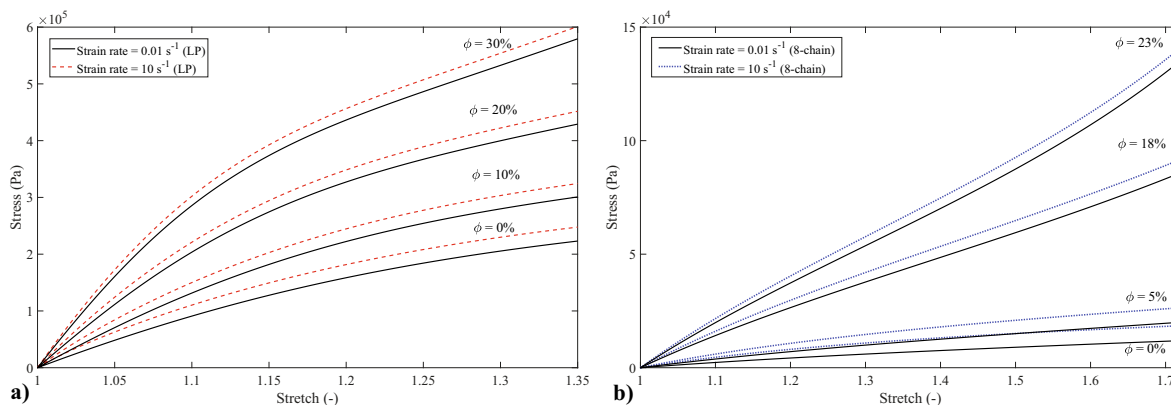 ×10⁵
Strain rate = 0.01 s⁻¹ (LP)
Strain rate = 10 s⁻¹ (LP)
ϕ = 30%
ϕ = 20%
ϕ = 10%
ϕ = 0%
Stress (Pa)
6
5
4
3
2
1
0
1 1.05 1.1 1.15 1.2 1.25 1.3 1.35
Stretch (-)
a)
×10⁴
Strain rate = 0.01 s⁻¹ (8-chain)
Strain rate = 10 s⁻¹ (8-chain)
ϕ = 23%
ϕ = 18%
ϕ = 5%
ϕ = 0%
Stress (Pa)
15
10
5
0
1 1.1 1.2 1.3 1.4 1.5 1.6 1.7
Stretch (-)
b)